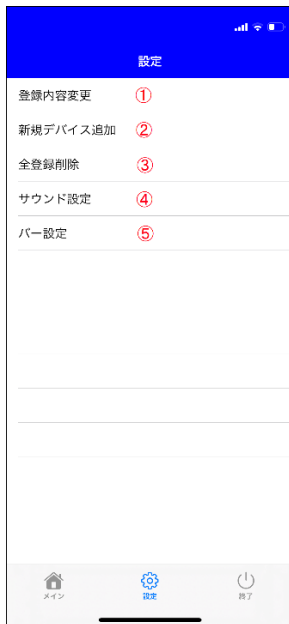 設定
登録内容変更 ①
新規デバイス追加 ②
全登録削除 ③
サウンド設定 ④
バー設定 ⑤
メイン 設定 終了